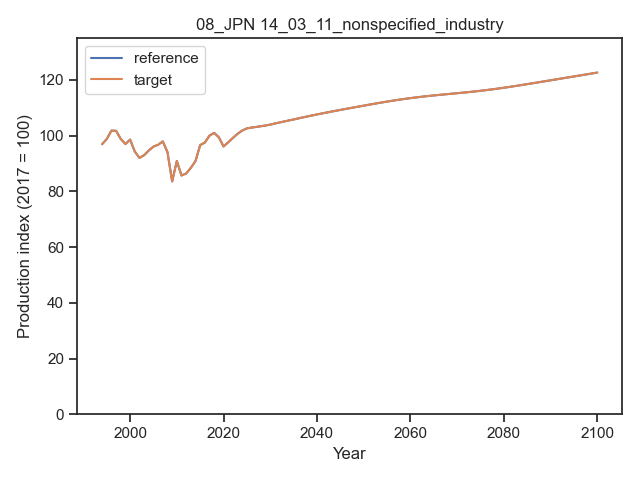 08_JPN 14_03_11_nonspecified_industry
reference
target
Production index (2017 = 100)
120
100
80
60
40
20
0
2000
2020
2040
2060
2080
2100
Year